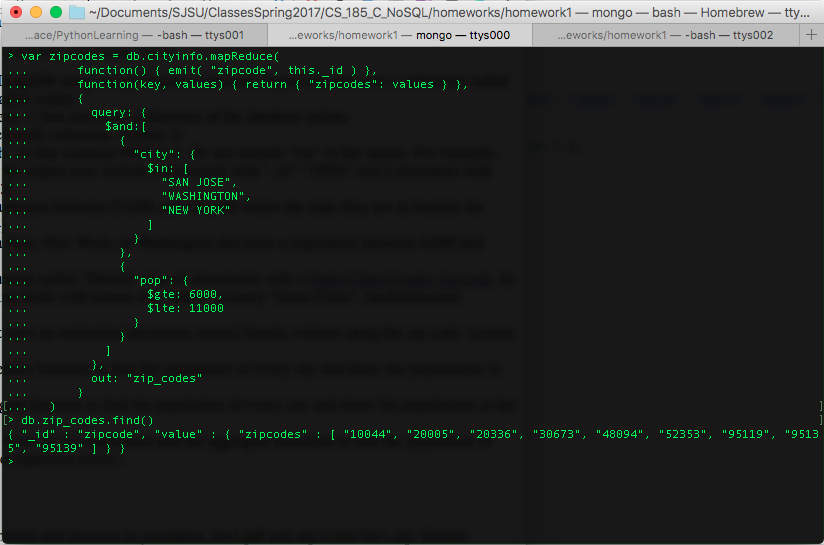 ~/Documents/SJSU/ClassesSpring2017/CS_185_C_NoSQL/homeworks/homework1 — mongo — bash — Homebrew — tty...
...ace/PythonLearning — -bash — ttys001
...eworks/homework1 — mongo — ttys000
...eworks/homework1 — -bash — ttys002
> var zipcodes = db.cityinfo.mapReduce(
... function() { emit( "zipcode", this._id ) },
... function(key, values) { return { "zipcodes": values } },
... {
... query: {
... $and:[
... {
... "city": {
... $in: [
... "SAN JOSE",
... "WASHINGTON",
... "NEW YORK"
... ]
... }
... },
... {
... "pop": {
... $gte: 6000,
... $lte: 11000
... }
... }
... ]
... },
... out: "zip_codes"
... }
[... ) ]
[> db.zip_codes.find() ]
{ "_id" : "zipcode", "value" : { "zipcodes" : [ "10044", "20005", "20336", "30673", "48094", "52353", "95119", "9513
5", "95139" ] } }
>